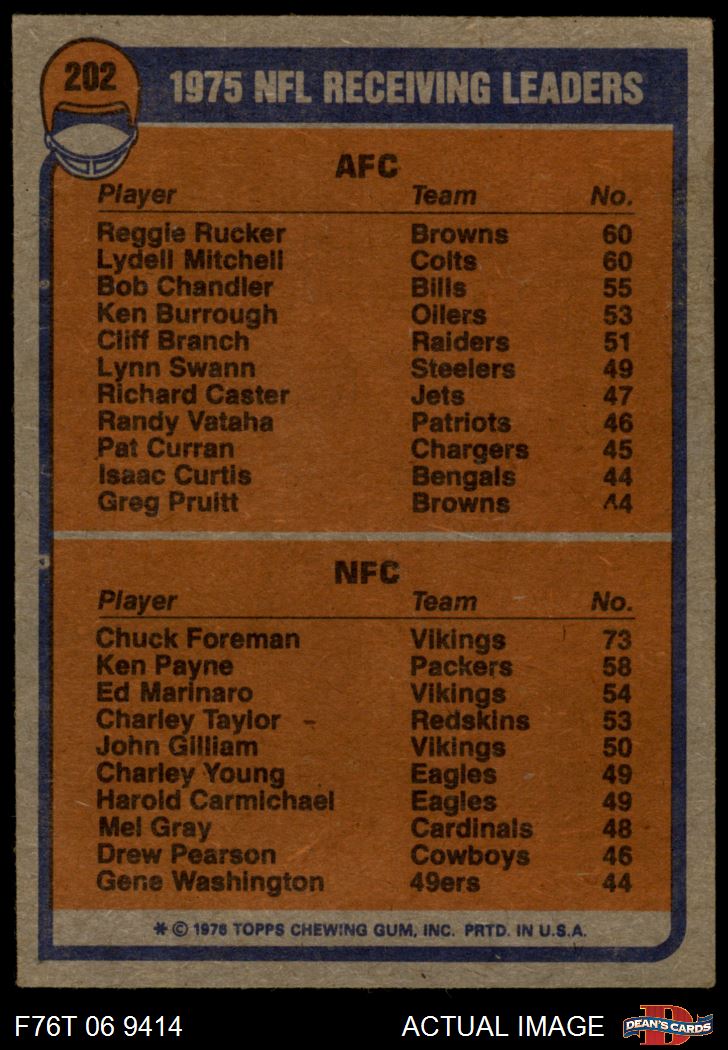 202
1975 NFL RECEIVING LEADERS
AFC
Player Team No.
Reggie Rucker Browns 60
Lydell Mitchell Colts 60
Bob Chandler Bills 55
Ken Burrough Oilers 53
Cliff Branch Raiders 51
Lynn Swann Steelers 49
Richard Caster Jets 47
Randy Vataha Patriots 46
Pat Curran Chargers 45
Isaac Curtis Bengals 44
Greg Pruitt Browns 44
NFC
Player Team No.
Chuck Foreman Vikings 73
Ken Payne Packers 58
Ed Marinaro Vikings 54
Charley Taylor Redskins 53
John Gilliam Vikings 50
Charley Young Eagles 49
Harold Carmichael Eagles 49
Mel Gray Cardinals 48
Drew Pearson Cowboys 46
Gene Washington 49ers 44
* © 1976 TOPPS CHEWING GUM, INC. PRTD. IN U.S.A.
F76T 06 9414 ACTUAL IMAGE
D
DEAN'S CARDS